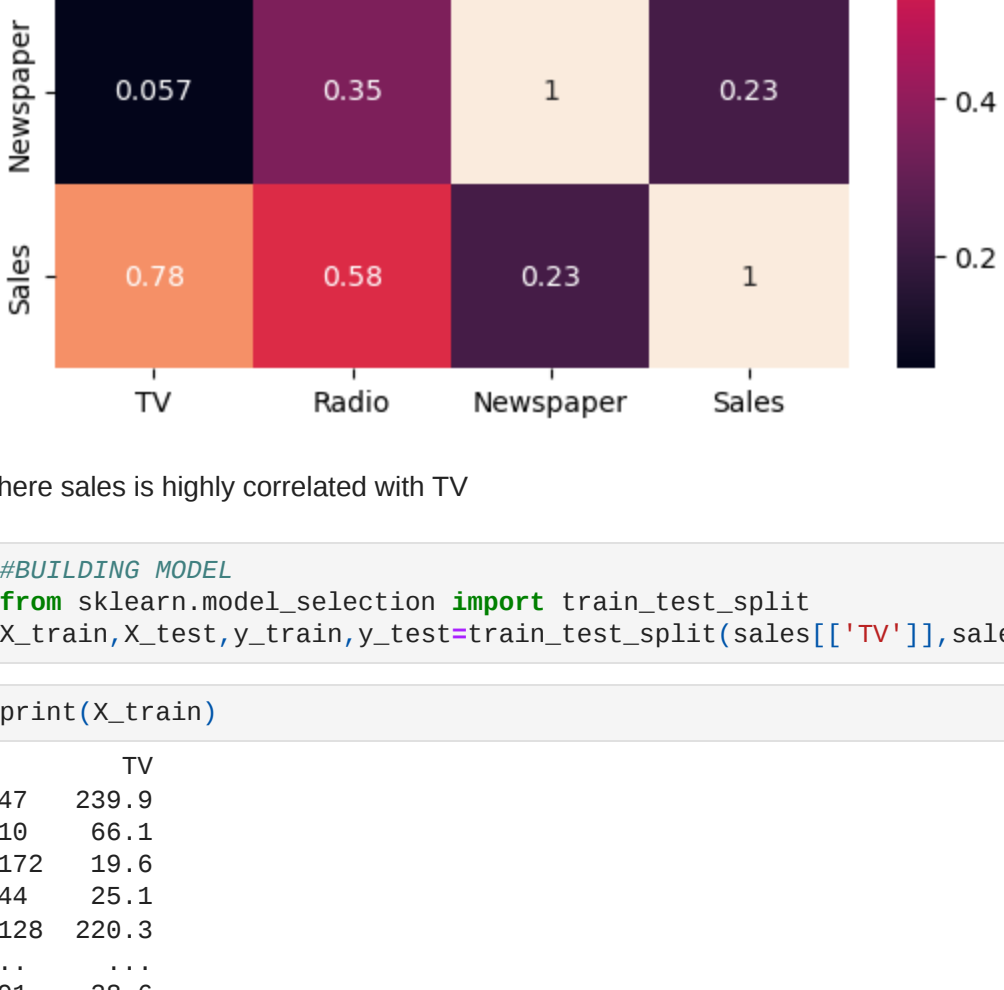 Newspaper
0.057 0.35 1 0.23
0.4
Sales
0.78 0.58 0.23 1
0.2
TV Radio Newspaper Sales
here sales is highly correlated with TV
#BUILDING MODEL
from sklearn.model_selection import train_test_split
X_train,X_test,y_train,y_test=train_test_split(sales[['TV']],sale
print(X_train)
TV
47 239.9
10 66.1
172 19.6
44 25.1
128 220.3
.. ...